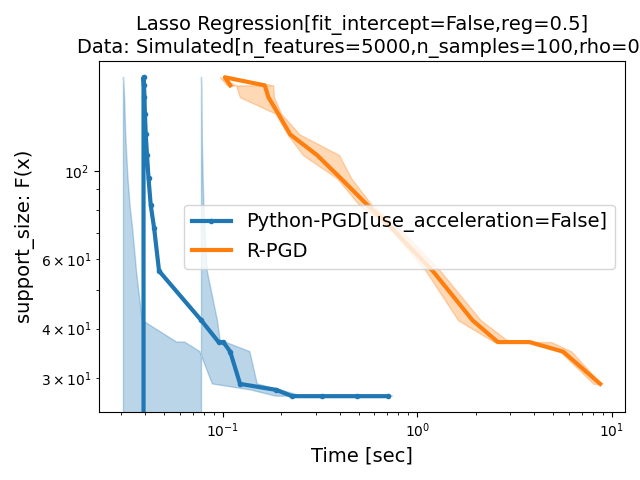 Lasso Regression[fit_intercept=False,reg=0.5]
Data: Simulated[n_features=5000,n_samples=100,rho=0
support_size: F(x)
10²
6 × 10¹
4 × 10¹
3 × 10¹
Python-PGD[use_acceleration=False]
R-PGD
10⁻¹
10⁰
10¹
Time [sec]